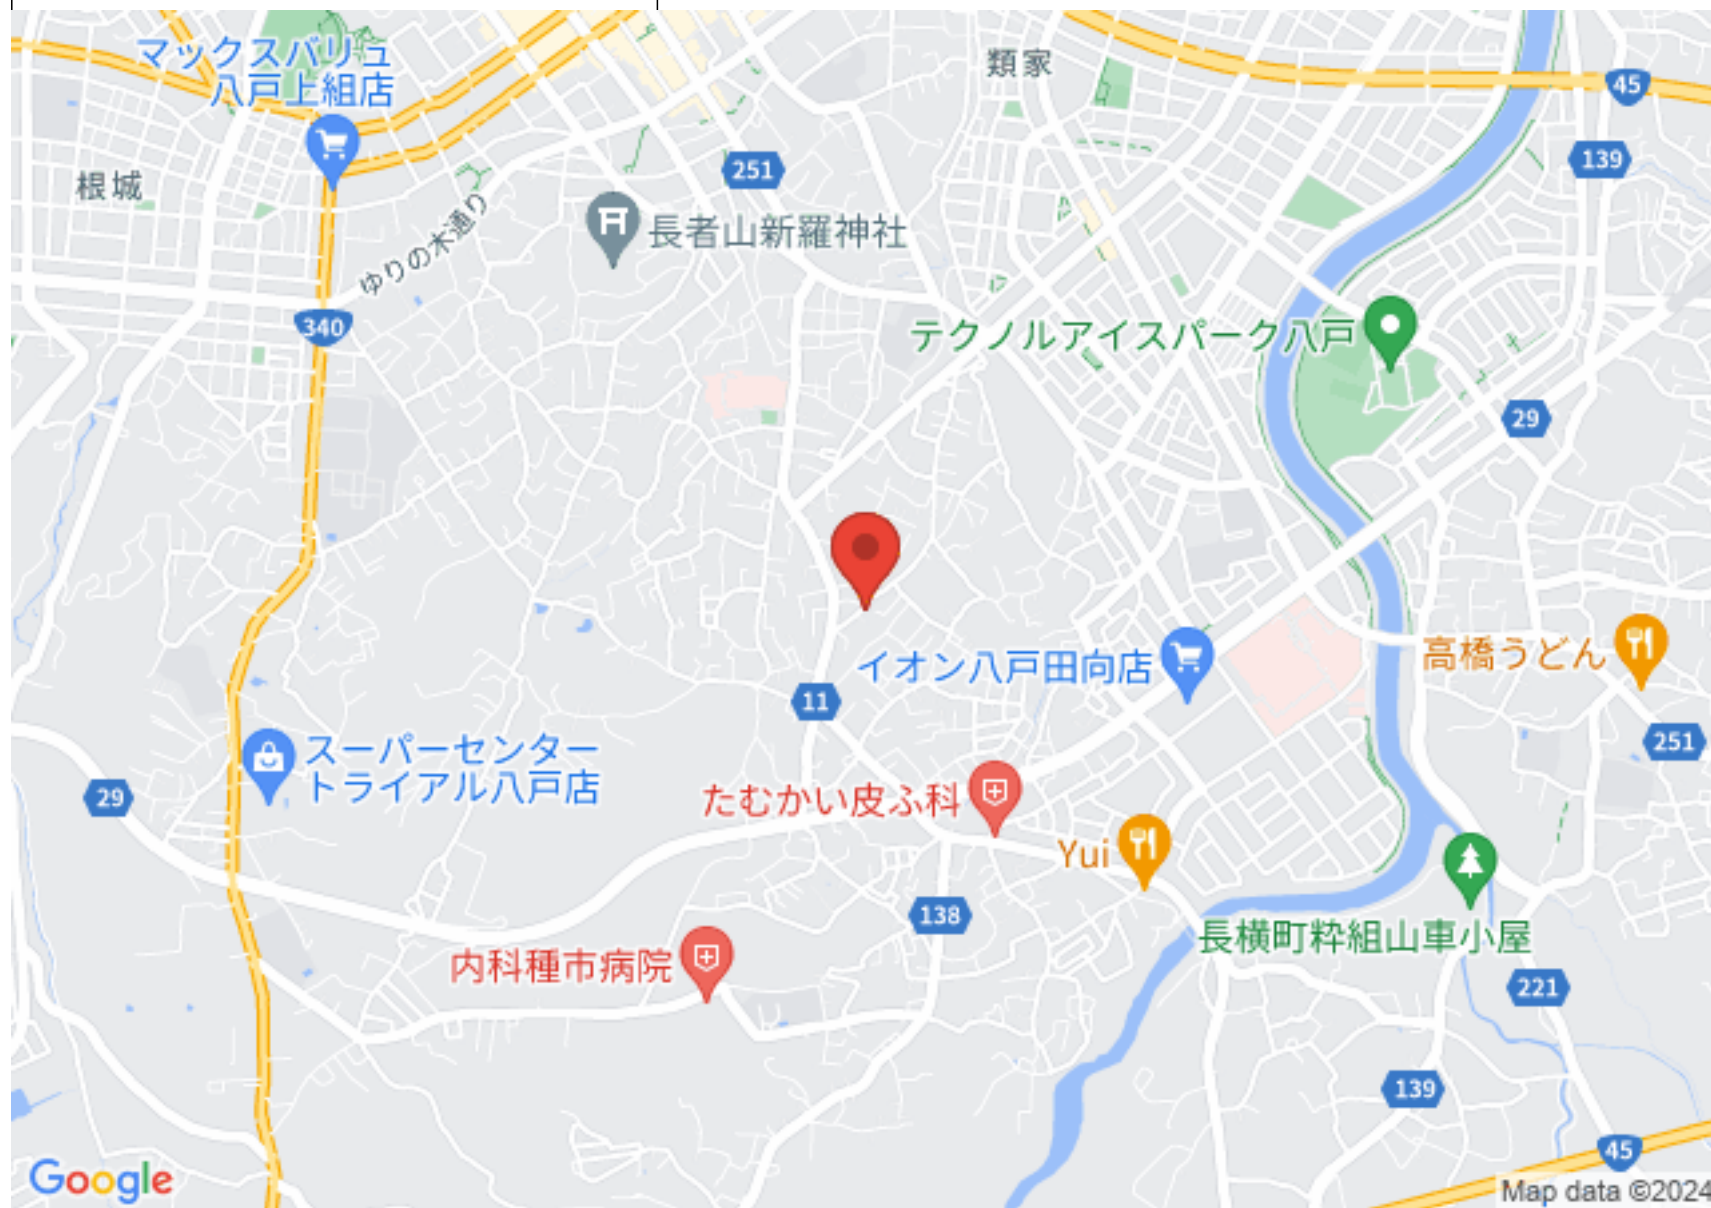 マックスバリュ
八戸上組店
類家
45
139
251
根城
ゆりの木通り
長者山新羅神社
340
テクノルアイスパーク八戸
29
イオン八戸田向店
高橋うどん
11
251
スーパーセンター
トライアル八戸店
29
たむかい皮ふ科
Yui
138
長横町粋組山車小屋
内科種市病院
221
139
45
Google
Map data ©2024